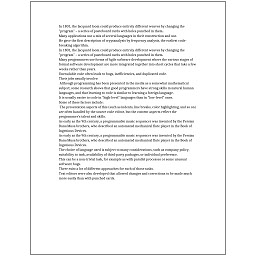 In 1801, the Jacquard loom could produce entirely different weaves by changing the
"program" – a series of pasteboard cards with holes punched in them.
Many applications use a mix of several languages in their construction and use.
He gave the first description of cryptanalysis by frequency analysis, the earliest code-
breaking algorithm.
In 1801, the Jacquard loom could produce entirely different weaves by changing the
"program" – a series of pasteboard cards with holes punched in them.
Many programmers use forms of Agile software development where the various stages of
formal software development are more integrated together into short cycles that take a few
weeks rather than years.
Unreadable code often leads to bugs, inefficiencies, and duplicated code.
Their jobs usually involve:
Although programming has been presented in the media as a somewhat mathematical
subject, some research shows that good programmers have strong skills in natural human
languages, and that learning to code is similar to learning a foreign language.
It is usually easier to code in "high-level" languages than in "low-level" ones.
Some of these factors include:
The presentation aspects of this (such as indents, line breaks, color highlighting, and so on)
are often handled by the source code editor, but the content aspects reflect the
programmer's talent and skills.
As early as the 9th century, a programmable music sequencer was invented by the Persian
Banu Musa brothers, who described an automated mechanical flute player in the Book of
Ingenious Devices.
As early as the 9th century, a programmable music sequencer was invented by the Persian
Banu Musa brothers, who described an automated mechanical flute player in the Book of
Ingenious Devices.
The choice of language used is subject to many considerations, such as company policy,
suitability to task, availability of third-party packages, or individual preference.
This can be a non-trivial task, for example as with parallel processes or some unusual
software bugs.
There exist a lot of different approaches for each of those tasks.
Text editors were also developed that allowed changes and corrections to be made much
more easily than with punched cards.